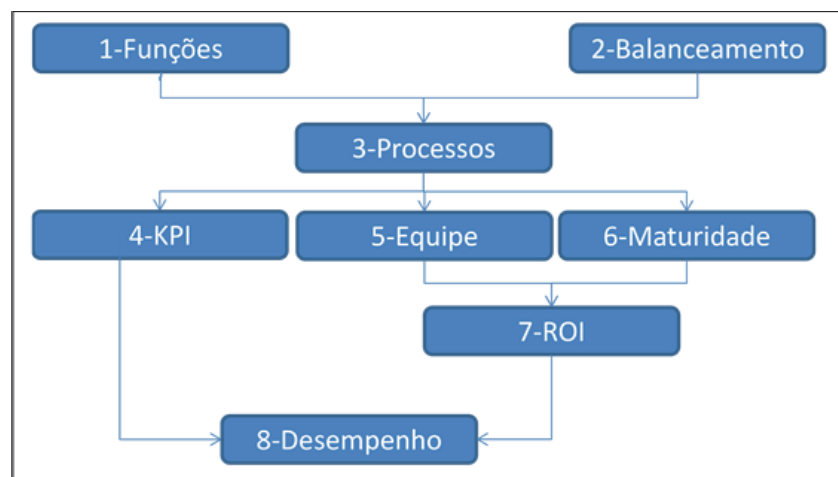 1-Funções
2-Balanceamento
3-Processos
4-KPI
5-Equipe
6-Maturidade
7-ROI
8-Desempenho